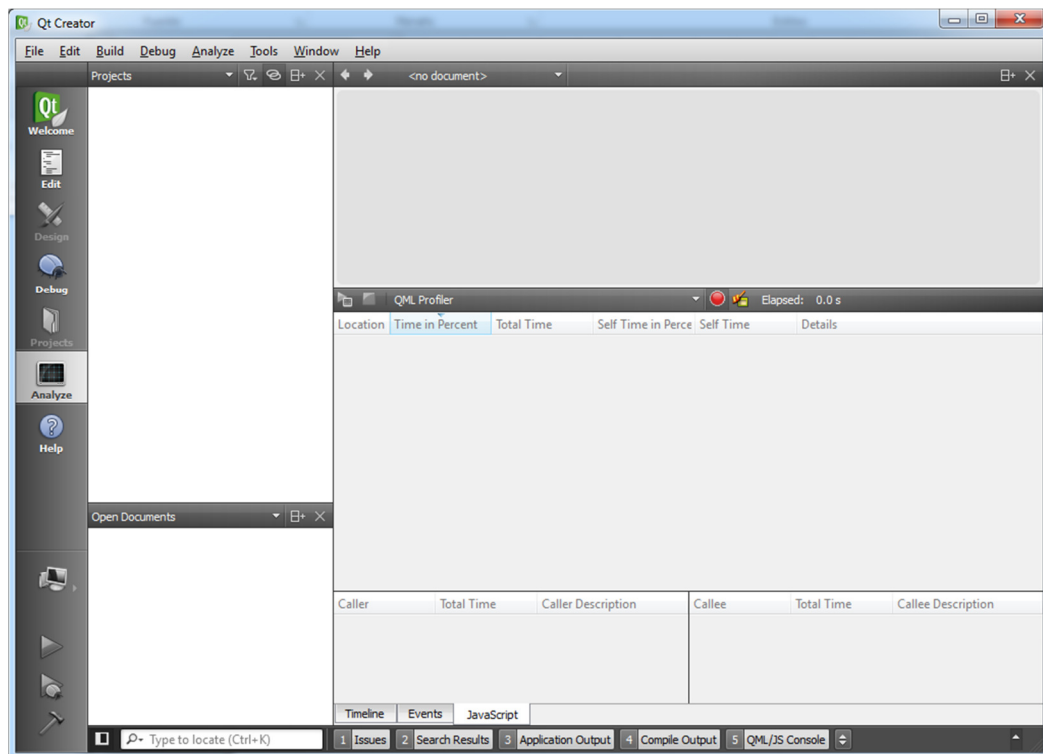 Qt Creator
File Edit Build Debug Analyze Tools Window Help
Projects
<no document>
Qt
Welcome
Edit
Design
Debug
Projects
Analyze
Help
QML Profiler
Elapsed: 0.0 s
Location Time in Percent Total Time Self Time in Perce Self Time Details
Open Documents
Caller Total Time Caller Description Callee Total Time Callee Description
Timeline Events JavaScript
Type to locate (Ctrl+K) 1 Issues 2 Search Results 3 Application Output 4 Compile Output 5 QML/JS Console